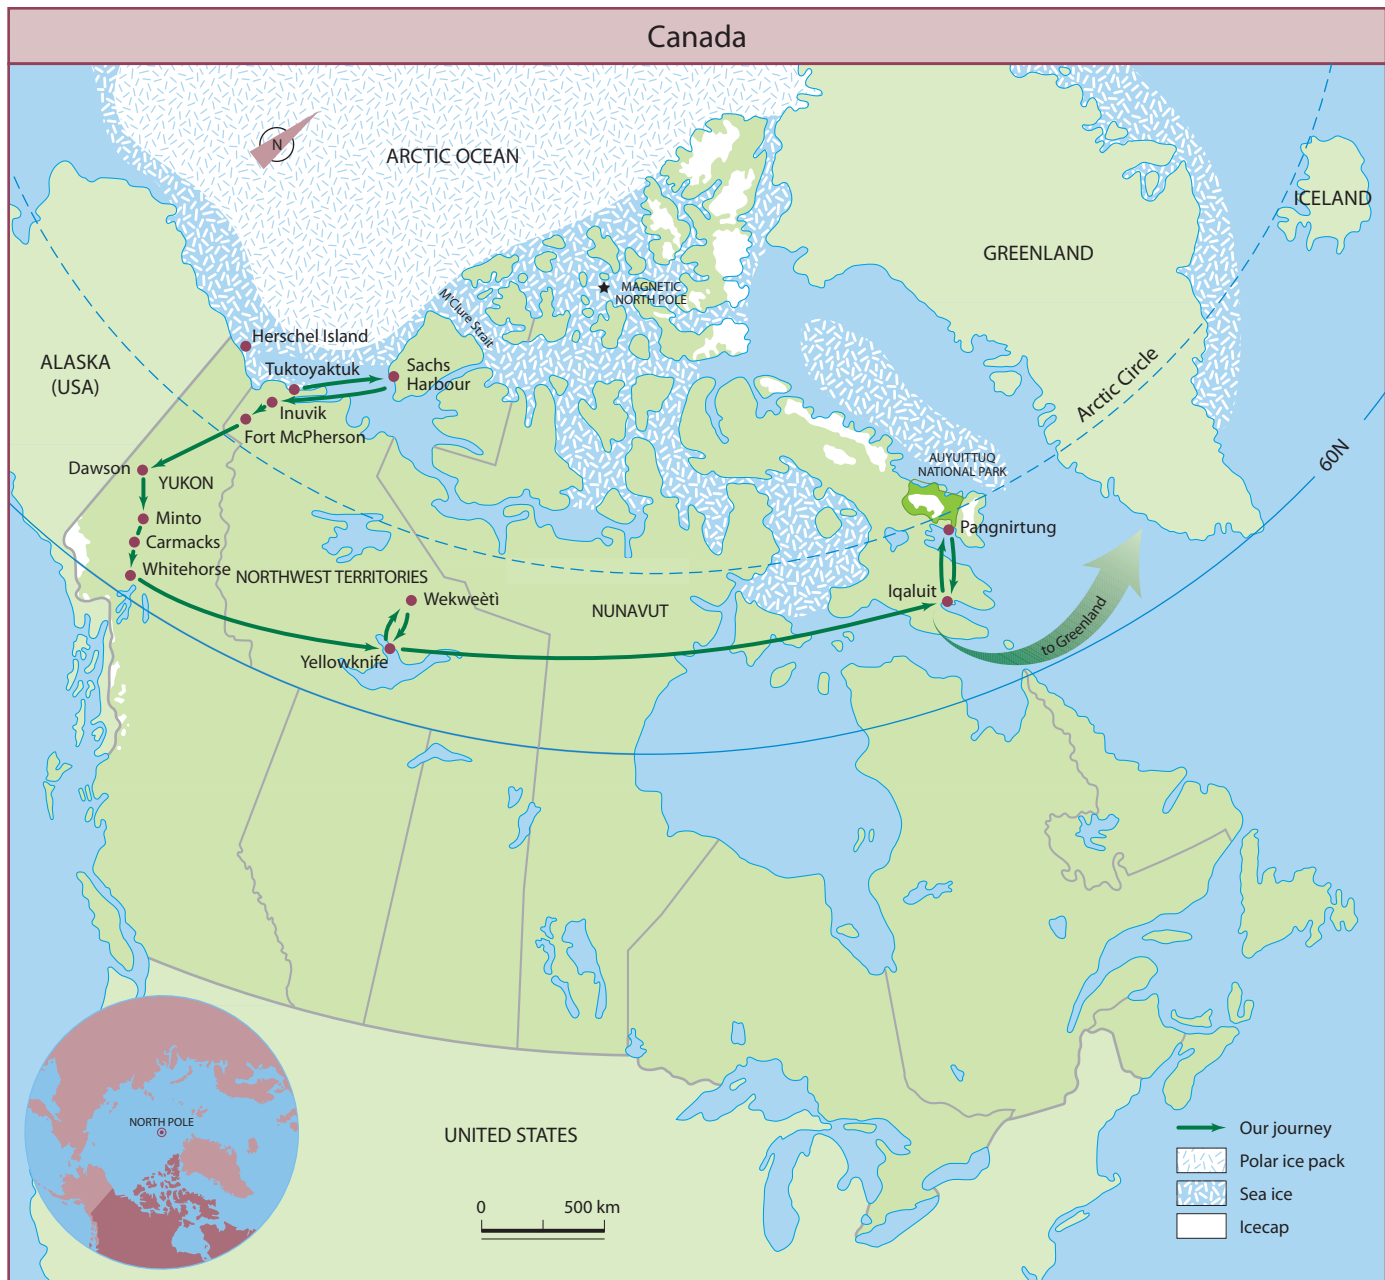 Canada
N
ARCTIC OCEAN
ICELAND
GREENLAND
MAGNETIC
NORTH POLE
M'Clure Strait
Herschel Island
ALASKA
(USA)
Tuktoyaktuk
Sachs
Harbour
Inuvik
Fort McPherson
Arctic Circle
60N
AUYUITTUQ
NATIONAL PARK
Dawson
YUKON
Minto
Carmacks
Whitehorse
Pangnirtung
NORTHWEST TERRITORIES
Wekweètì
NUNAVUT
Iqaluit
to Greenland
Yellowknife
NORTH POLE
UNITED STATES
0 500 km
Our journey
Polar ice pack
Sea ice
Icecap